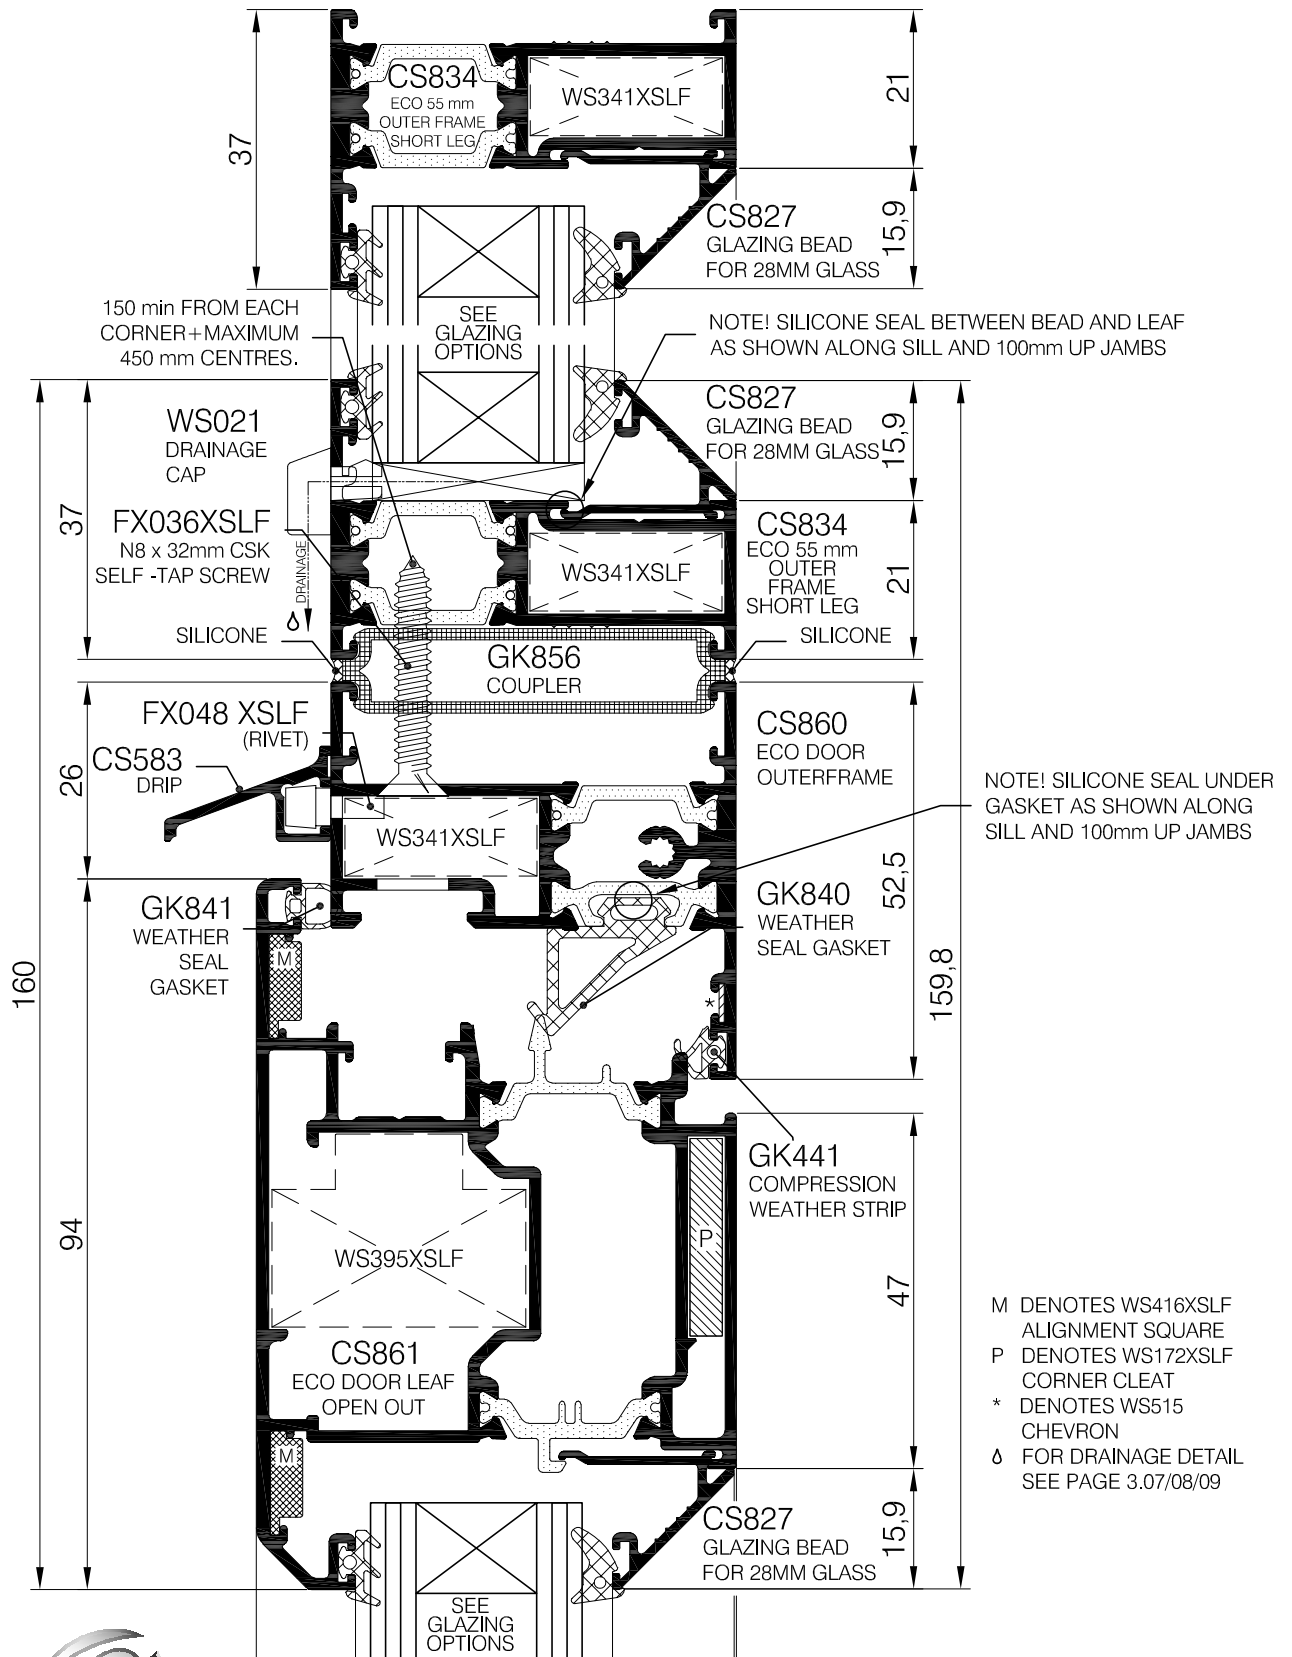 37
CS834
ECO 55 mm
OUTER FRAME
SHORT LEG
WS341XSLF
21
CS827
GLAZING BEAD
FOR 28MM GLASS
15,9
150 min FROM EACH
CORNER+MAXIMUM
450 mm CENTRES.
SEE
GLAZING
OPTIONS
NOTE! SILICONE SEAL BETWEEN BEAD AND LEAF
AS SHOWN ALONG SILL AND 100mm UP JAMBS
CS827
GLAZING BEAD
FOR 28MM GLASS
15,9
WS021
DRAINAGE
CAP
37
FX036XSLF
N8 x 32mm CSK
SELF -TAP SCREW
DRAINAGE
WS341XSLF
CS834
ECO 55 mm
OUTER
FRAME
SHORT LEG
21
SILICONE
GK856
COUPLER
SILICONE
FX048 XSLF
(RIVET)
CS583
DRIP
26
WS341XSLF
CS860
ECO DOOR
OUTERFRAME
NOTE! SILICONE SEAL UNDER
GASKET AS SHOWN ALONG
SILL AND 100mm UP JAMBS
52,5
GK841
WEATHER
SEAL
GASKET
M
GK840
WEATHER
SEAL GASKET
*
160
159,8
94
GK441
COMPRESSION
WEATHER STRIP
P
WS395XSLF
47
CS861
ECO DOOR LEAF
OPEN OUT
M
M DENOTES WS416XSLF
ALIGNMENT SQUARE
P DENOTES WS172XSLF
CORNER CLEAT
* DENOTES WS515
CHEVRON
FOR DRAINAGE DETAIL
SEE PAGE 3.07/08/09
CS827
GLAZING BEAD
FOR 28MM GLASS
15,9
SEE
GLAZING
OPTIONS